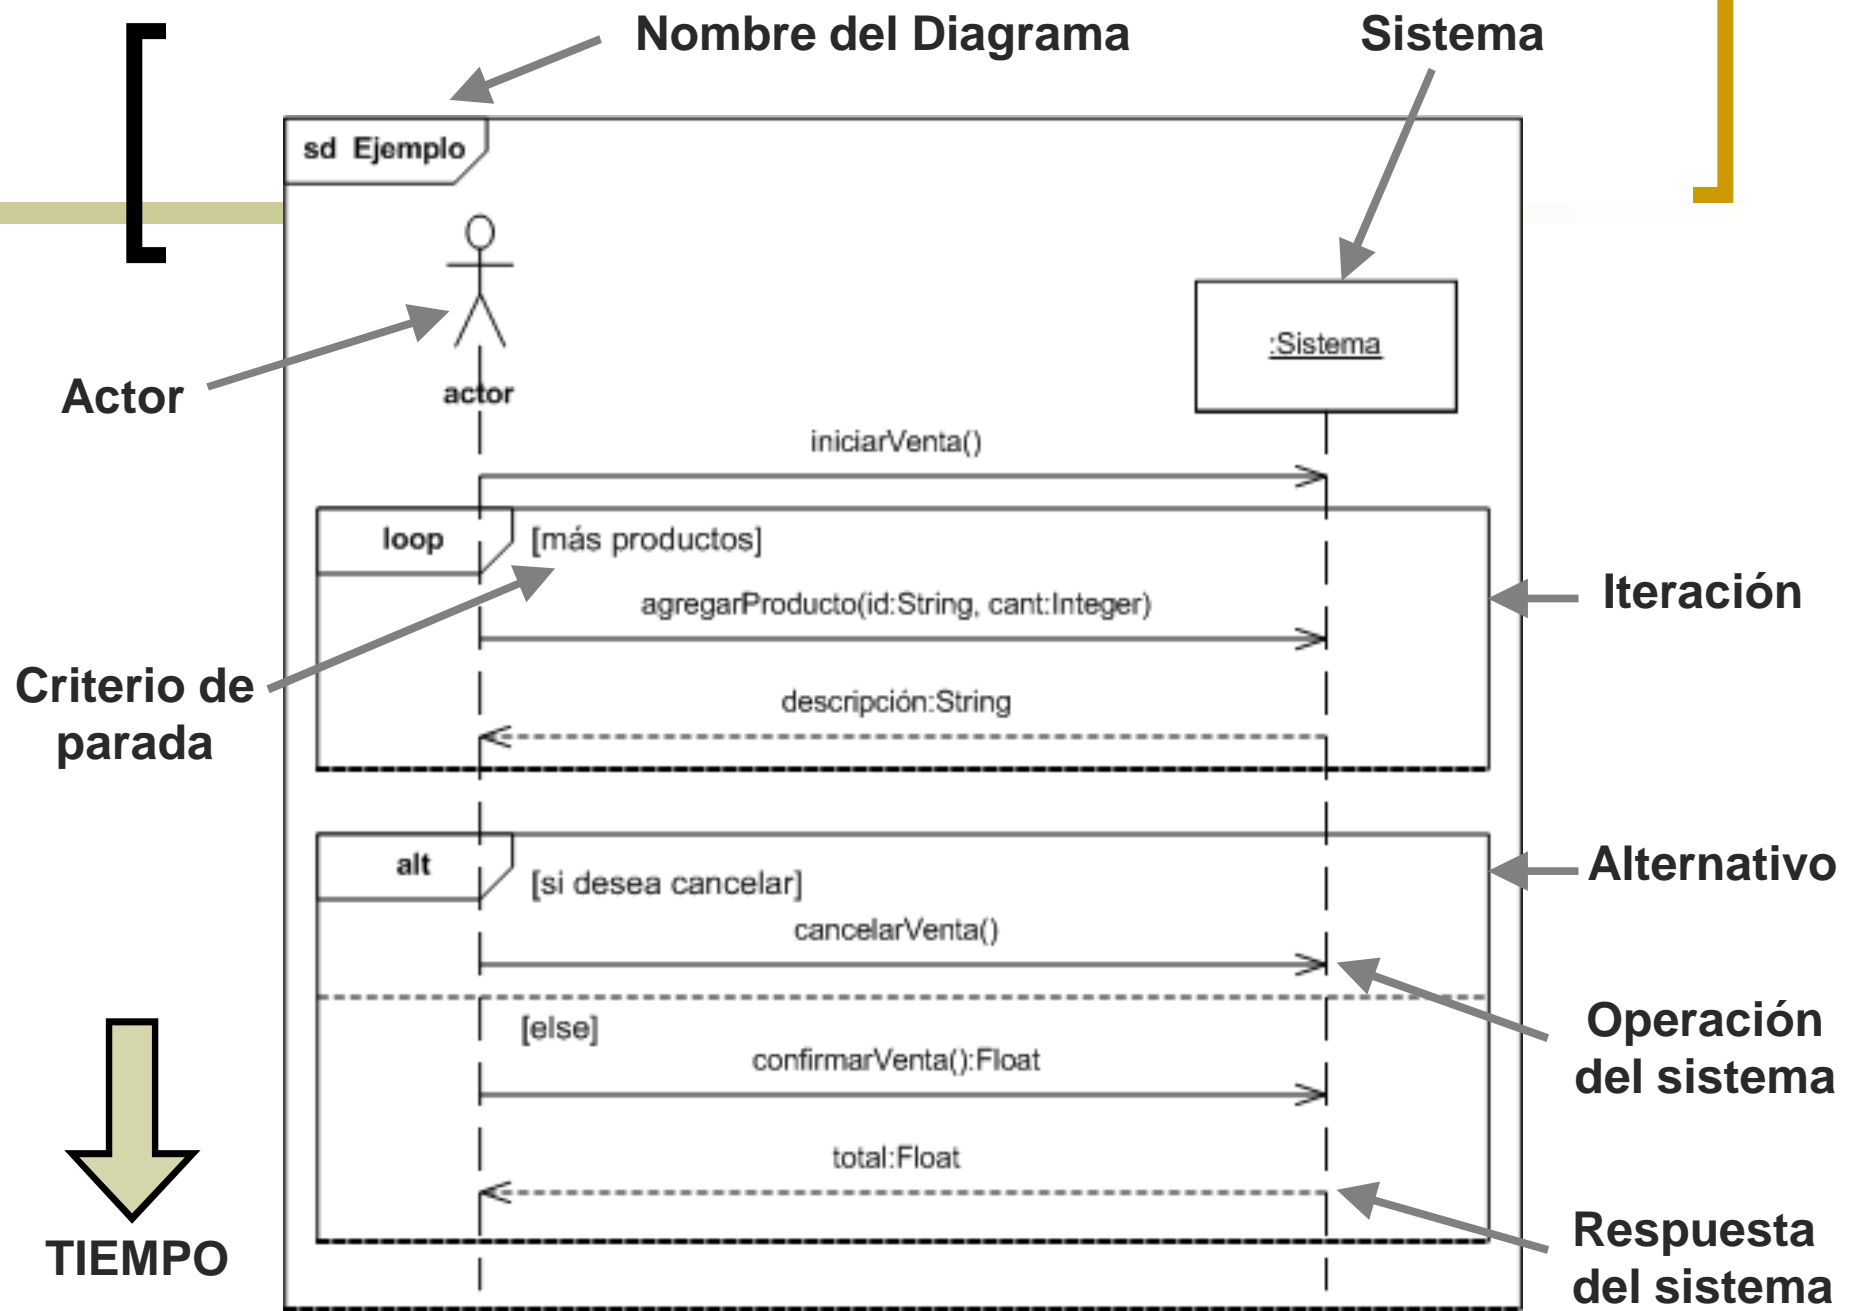 Nombre del Diagrama
Sistema
sd Ejemplo
:Sistema
Actor
actor
iniciarVenta()
loop
[más productos]
agregarProducto(id:String, cant:Integer)
Iteración
Criterio de
parada
descripción:String
alt
[si desea cancelar]
Alternativo
cancelarVenta()
Operación
del sistema
[else]
confirmarVenta():Float
total:Float
Respuesta
del sistema
TIEMPO